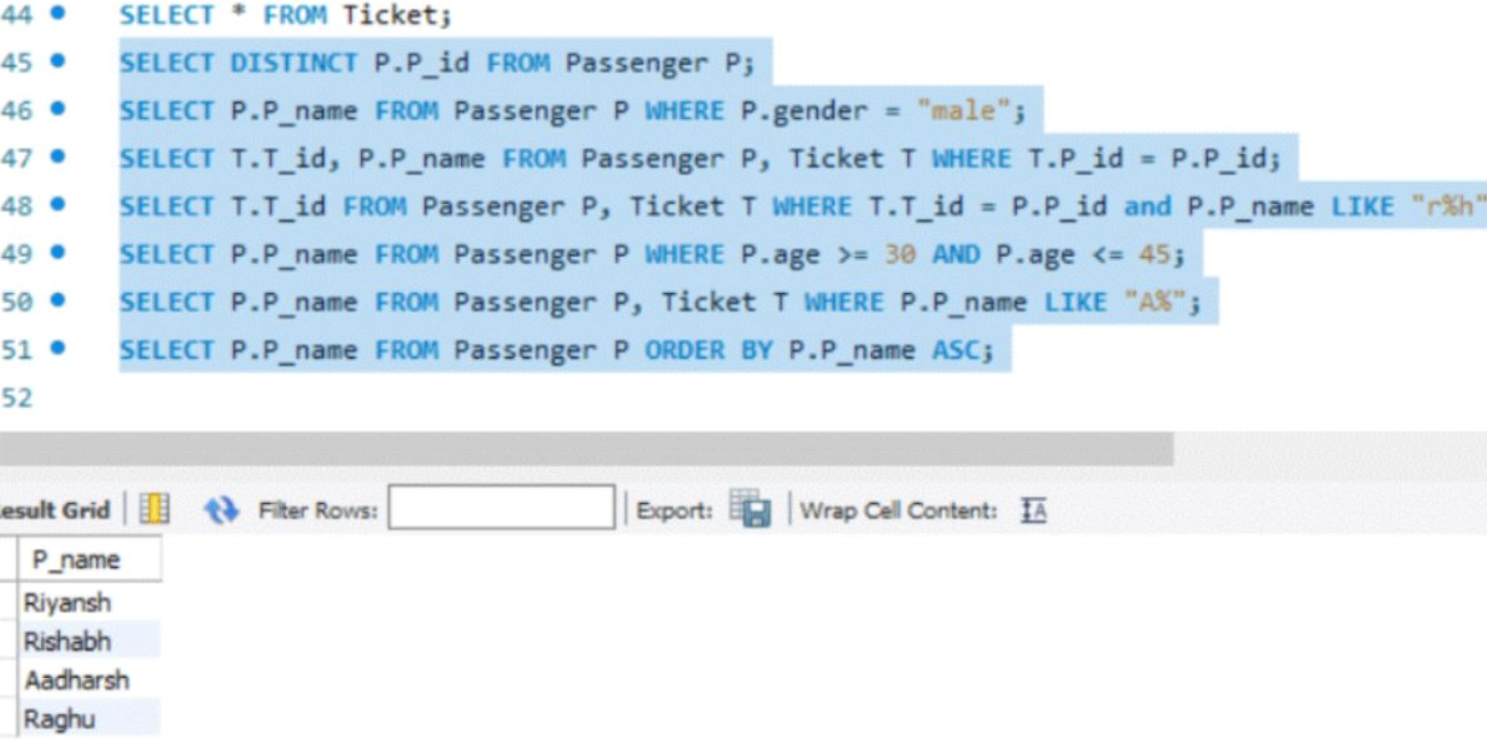 44 SELECT * FROM Ticket;
45 SELECT DISTINCT P.P_id FROM Passenger P;
46 SELECT P.P_name FROM Passenger P WHERE P.gender = "male";
47 SELECT T.T_id, P.P_name FROM Passenger P, Ticket T WHERE T.P_id = P.P_id;
48 SELECT T.T_id FROM Passenger P, Ticket T WHERE T.T_id = P.P_id and P.P_name LIKE "r%h"
49 SELECT P.P_name FROM Passenger P WHERE P.age >= 30 AND P.age <= 45;
50 SELECT P.P_name FROM Passenger P, Ticket T WHERE P.P_name LIKE "A%";
51 SELECT P.P_name FROM Passenger P ORDER BY P.P_name ASC;
52
esult Grid Filter Rows: Export: Wrap Cell Content: IA
P_name
Riyansh
Rishabh
Aadharsh
Raghu